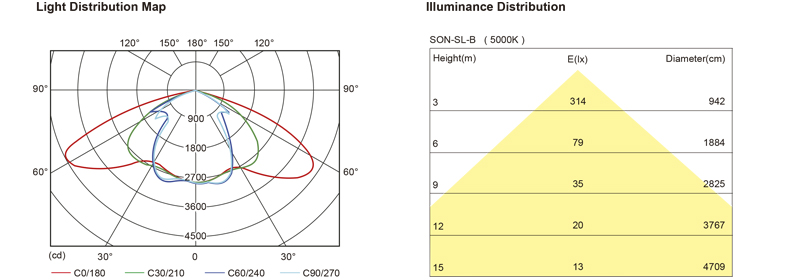 Light Distribution Map
120° 150° 180° 150° 120°
90° 90°
900
1800
60° 60°
2700
3600
4500
(cd) 30° 0 30°
C0/180 C30/210 C60/240 C90/270
Illuminance Distribution
SON-SL-B ( 5000K )
Height(m) E(lx) Diameter(cm)
3 314 942
6 79 1884
9 35 2825
12 20 3767
15 13 4709